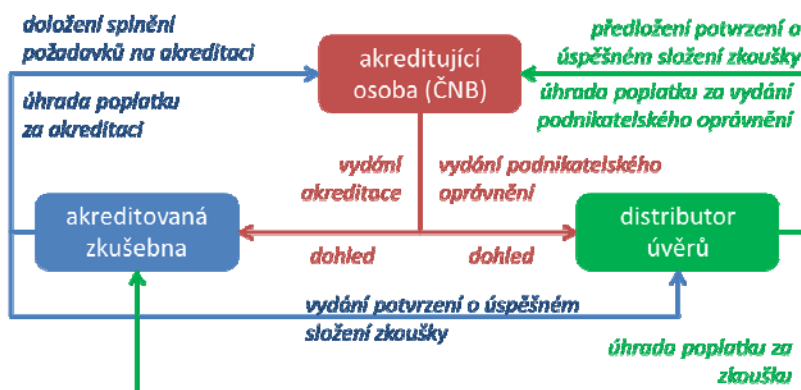 doložení splnění
požadavků na akreditaci
úhrada poplatku
za akreditaci
akreditující
osoba (ČNB)
předložení potvrzení o
úspěšném složení zkoušky
úhrada poplatku za vydání
podnikatelského oprávnění
vydání
akreditace
vydání podnikatelského
oprávnění
akreditovaná
zkušebna
distributor
úvěrů
dohled
dohled
vydání potvrzení o úspěšném
složení zkoušky
úhrada poplatku za
zkoušku